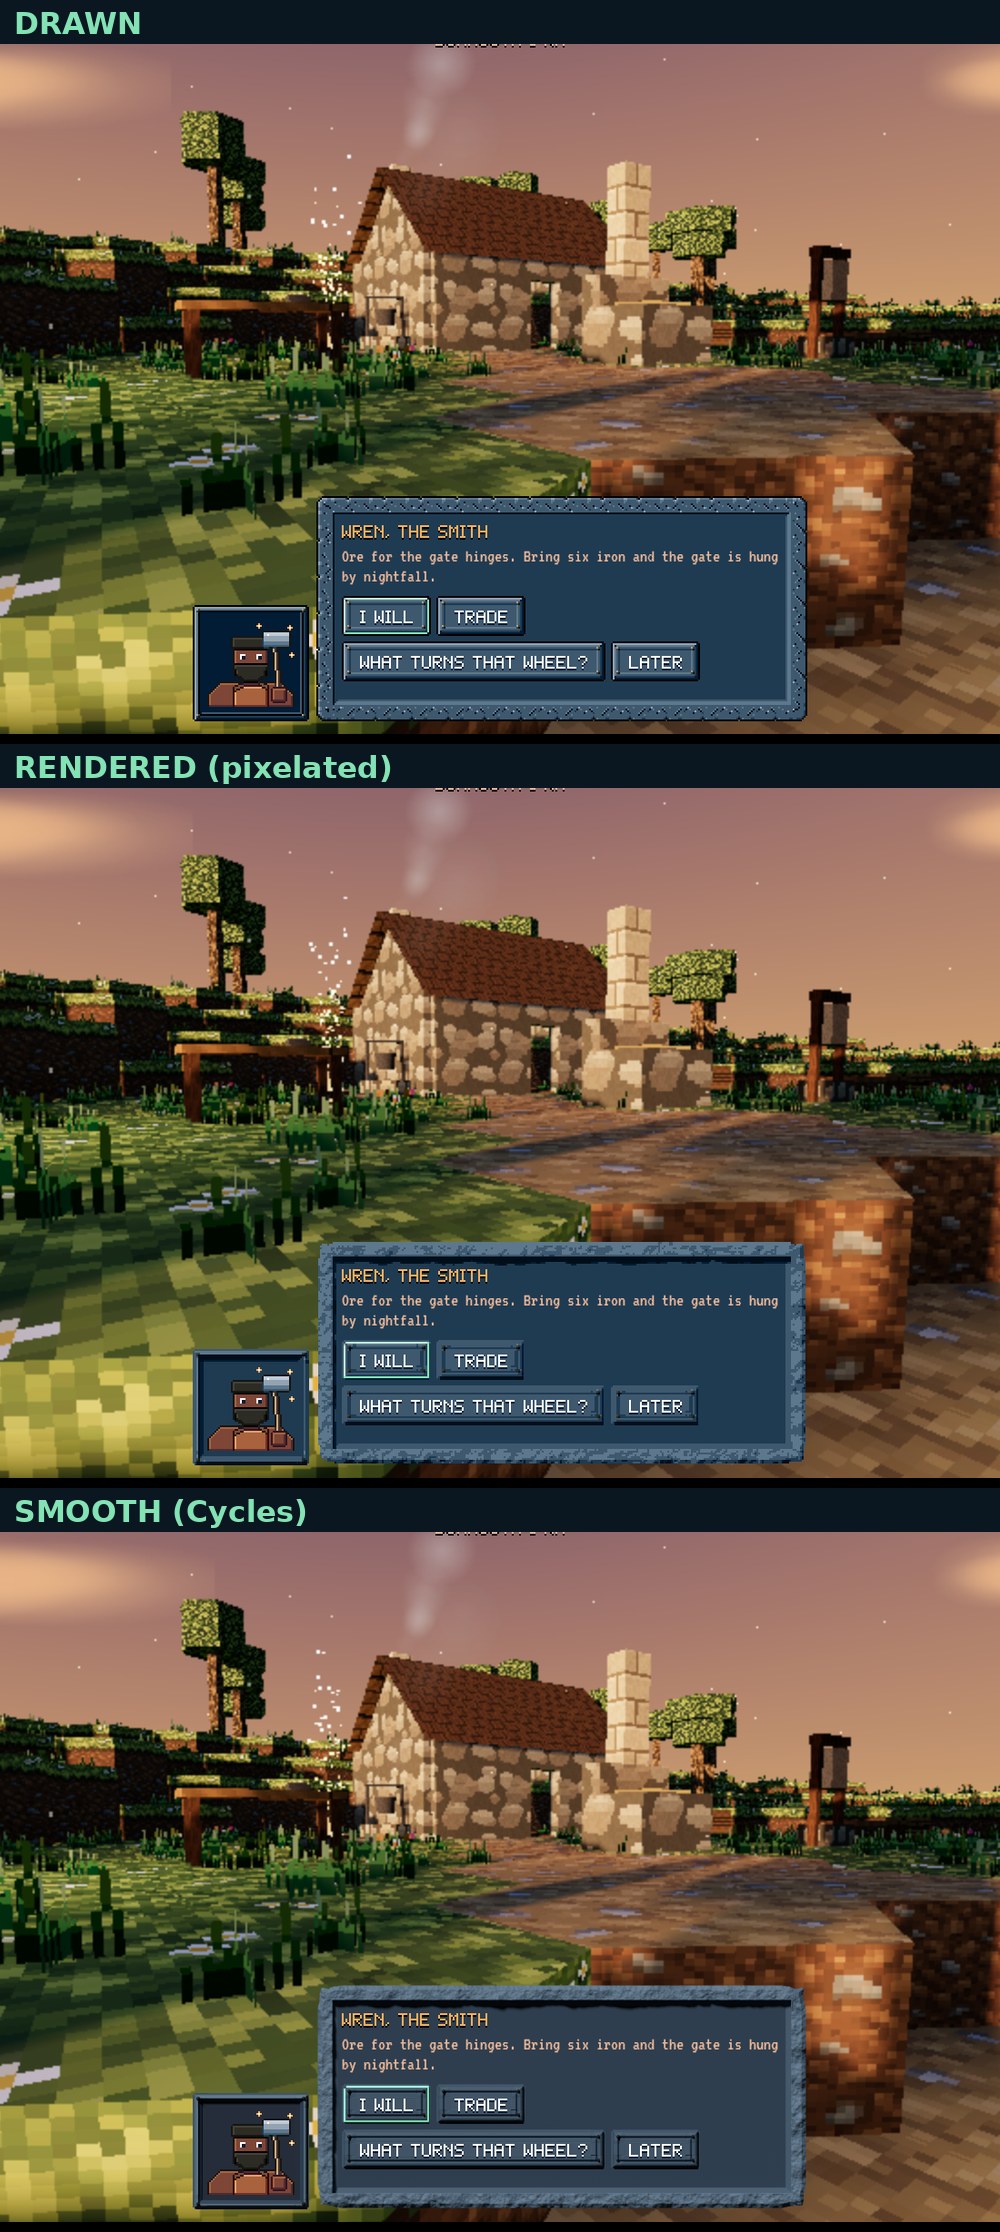 DRAWN
WREN, THE SMITH
Ore for the gate hinges. Bring six iron and the gate is hung
by nightfall.
I WILL TRADE
WHAT TURNS THAT WHEEL? LATER
RENDERED (pixelated)
WREN, THE SMITH
Ore for the gate hinges. Bring six iron and the gate is hung
by nightfall.
I WILL TRADE
WHAT TURNS THAT WHEEL? LATER
SMOOTH (Cycles)
WREN, THE SMITH
Ore for the gate hinges. Bring six iron and the gate is hung
by nightfall.
I WILL TRADE
WHAT TURNS THAT WHEEL? LATER